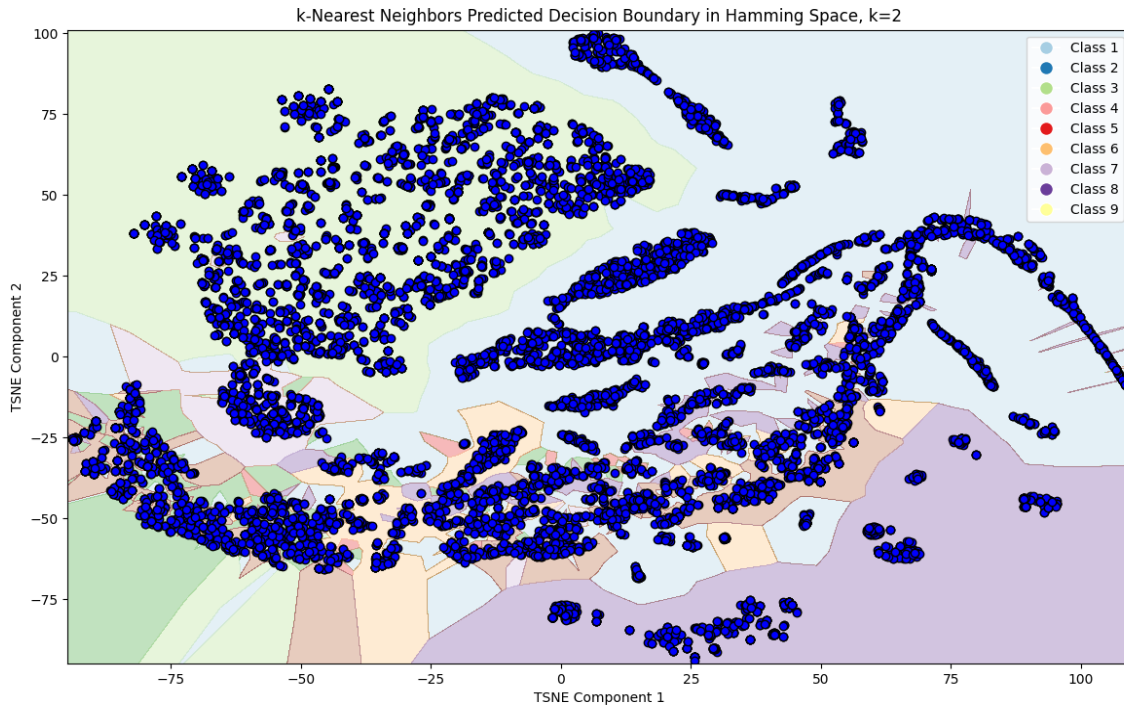 k-Nearest Neighbors Predicted Decision Boundary in Hamming Space, k=2
100
75
50
25
0
−25
−50
−75
TSNE Component 2
Class 1
Class 2
Class 3
Class 4
Class 5
Class 6
Class 7
Class 8
Class 9
−75
−50
−25
0
25
50
75
100
TSNE Component 1